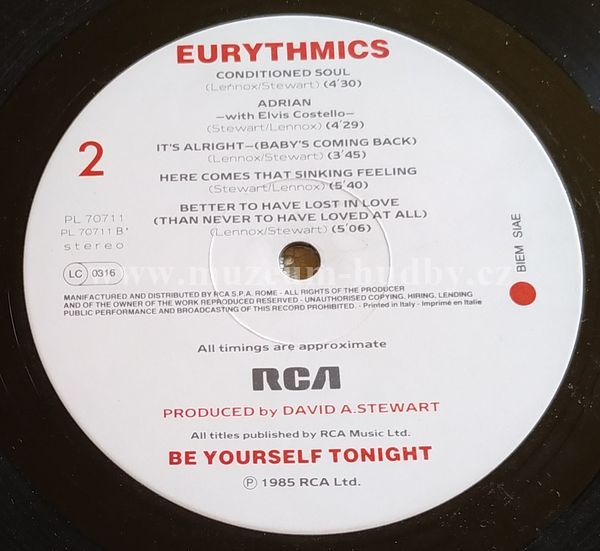 EURYTHMICS
CONDITIONED SOUL
(Lennox/Stewart) (4'30)
ADRIAN
—with Elvis Costello—
(Stewart/Lennox) (4'29)
IT'S ALRIGHT—(BABY'S COMING BACK)
(Lennox/Stewart) (3'45)
HERE COMES THAT SINKING FEELING
(Stewart/Lennox) (5'40)
BETTER TO HAVE LOST IN LOVE
(THAN NEVER TO HAVE LOVED AT ALL)
(Lennox/Stewart) (5'06)
2
PL 70711
PL 70711 B'
stereo
LC 0316
BIEM SIAE
www.muzeum-hudby.cz
MANIFACTURED AND DISTRIBUTED BY RCA S.P.A. ROME - ALL RIGHTS OF THE PRODUCER
AND OF THE OWNER OF THE WORK REPRODUCED RESERVED - UNAUTHORISED COPYING, HIRING, LENDING
PUBLIC PERFORMANCE AND BROADCASTING OF THIS RECORD PROHIBITED. - Printed in Italy - Imprimé en Italie
All timings are approximate
RCA
PRODUCED by DAVID A.STEWART
All titles published by RCA Music Ltd.
BE YOURSELF TONIGHT
℗ 1985 RCA Ltd.